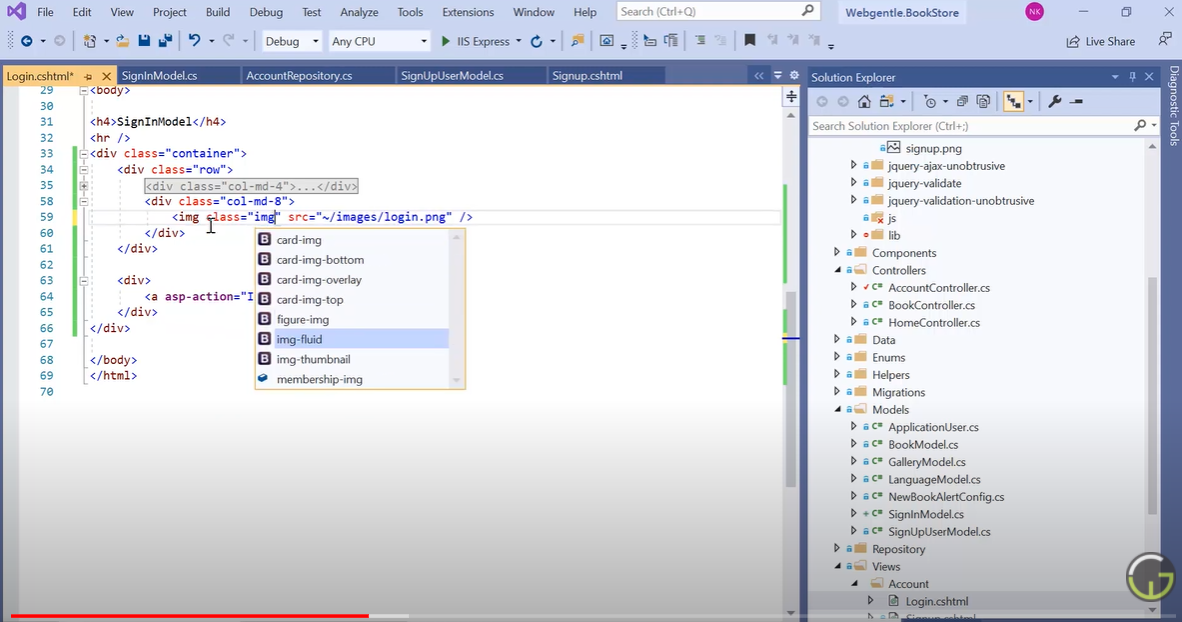 File Edit View Project Build Debug Test Analyze Tools Extensions Window Help Search (Ctrl+Q) Webgentle.BookStore NK
Debug Any CPU IIS Express Live Share
Login.cshtml* SignInModel.cs AccountRepository.cs SignUpUserModel.cs Signup.cshtml
29 <body>
30
31 <h4>SignInModel</h4>
32 <hr />
33 <div class="container">
34 <div class="row">
35 <div class="col-md-4">...</div>
58 <div class="col-md-8">
59 <img class="img" src="~/images/login.png" />
60 </div>
61 </div>
62
63 <div>
64 <a asp-action="I
65 </div>
66 </div>
67
68 </body>
69 </html>
70
card-img
card-img-bottom
card-img-overlay
card-img-top
figure-img
img-fluid
img-thumbnail
membership-img
Solution Explorer
Search Solution Explorer (Ctrl+;)
signup.png
jquery-ajax-unobtrusive
jquery-validate
jquery-validation-unobtrusive
js
lib
Components
Controllers
AccountController.cs
BookController.cs
HomeController.cs
Data
Enums
Helpers
Migrations
Models
ApplicationUser.cs
BookModel.cs
GalleryModel.cs
LanguageModel.cs
NewBookAlertConfig.cs
SignInModel.cs
SignUpUserModel.cs
Repository
Views
Account
Login.cshtml
Signup.cshtml
Diagnostic Tools